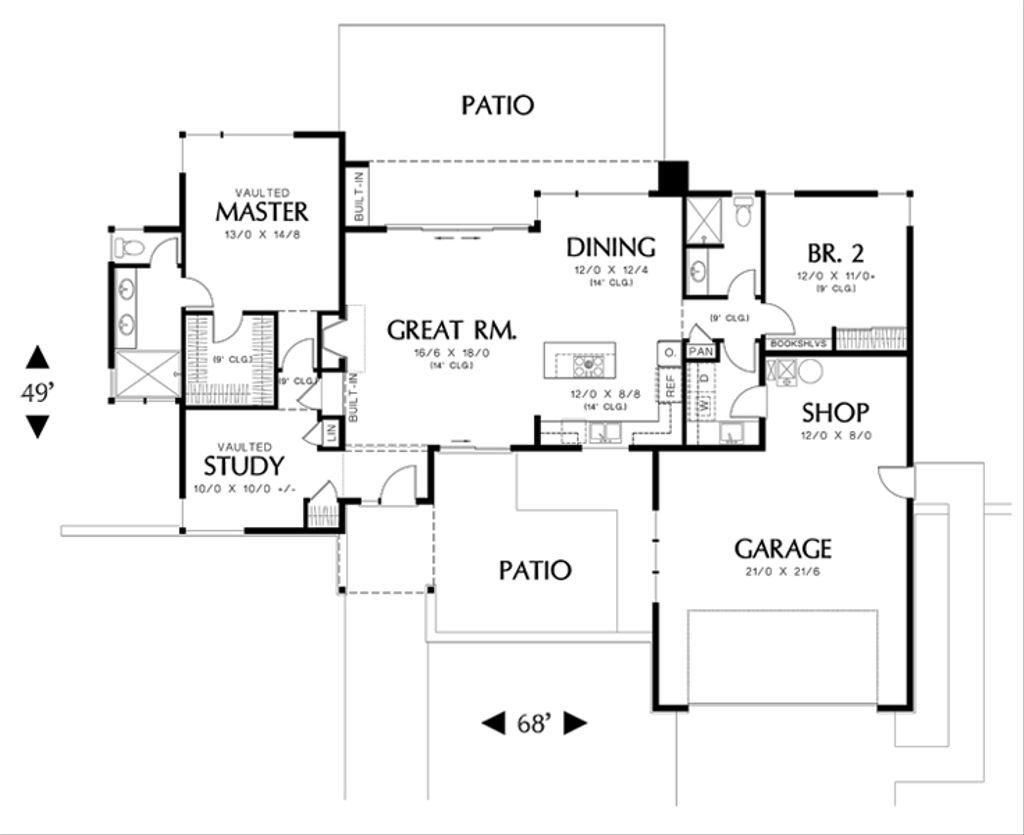 PATIO
BUILT-IN
VAULTED
MASTER
13/0 X 14/8
DINING
12/0 X 12/4
(14' CLG.)
BR. 2
12/0 X 11/0+
(9' CLG.)
(9' CLG.)
GREAT RM.
16/6 X 18/0
(14' CLG.)
(9' CLG.)
(9' CLG.)
BUILT-IN
O.
PAN
BOOKSHLVS
REF
D
W
12/0 X 8/8
(14' CLG.)
49'
SHOP
12/0 X 8/0
LIN
VAULTED
STUDY
10/0 X 10/0 +/-
PATIO
GARAGE
21/0 X 21/6
68'